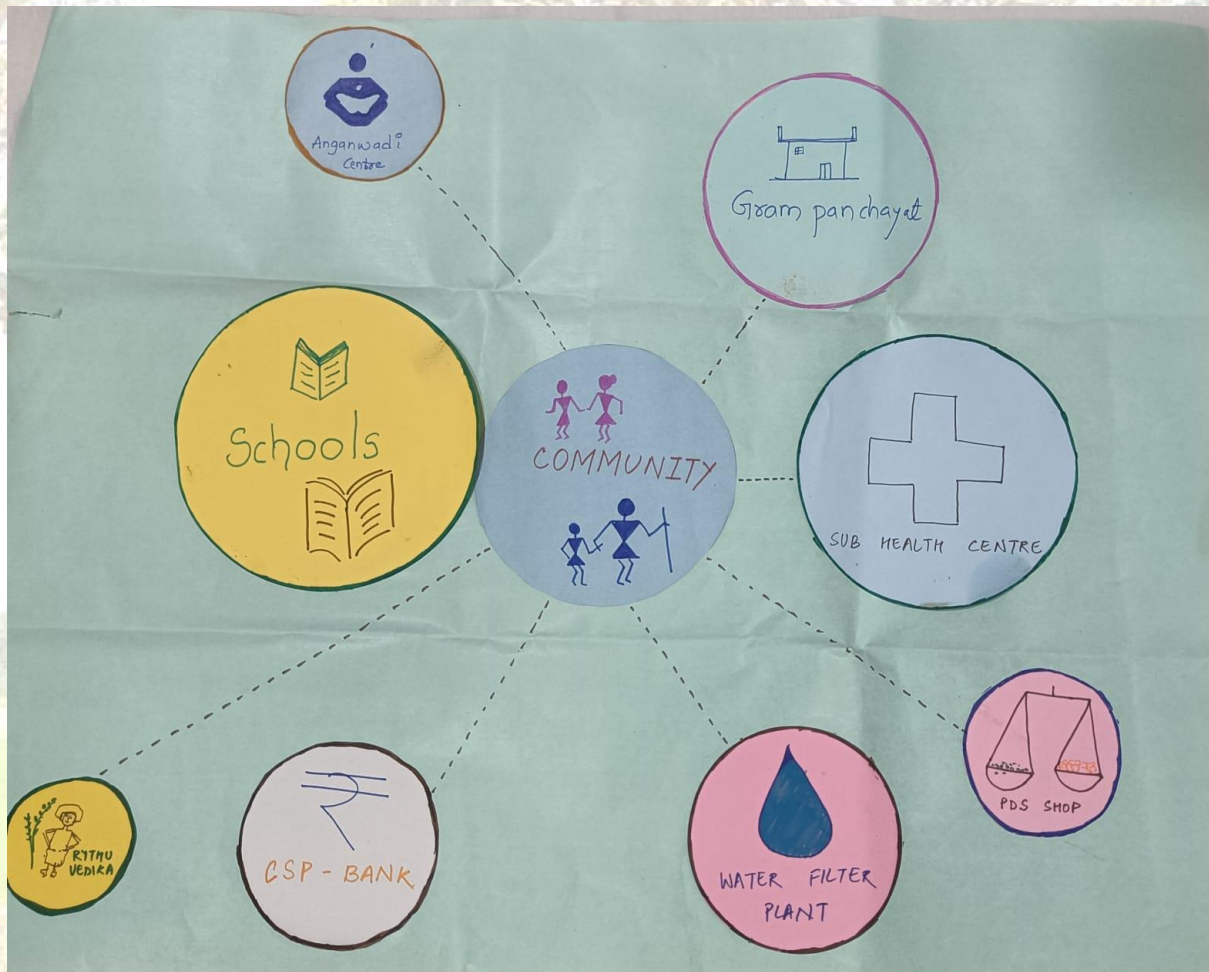 Anganwadi
Centre
Gram panchayat
Schools
COMMUNITY
SUB HEALTH CENTRE
PDS SHOP
RYTHU
VEDIKA
CSP - BANK
WATER FILTER
PLANT